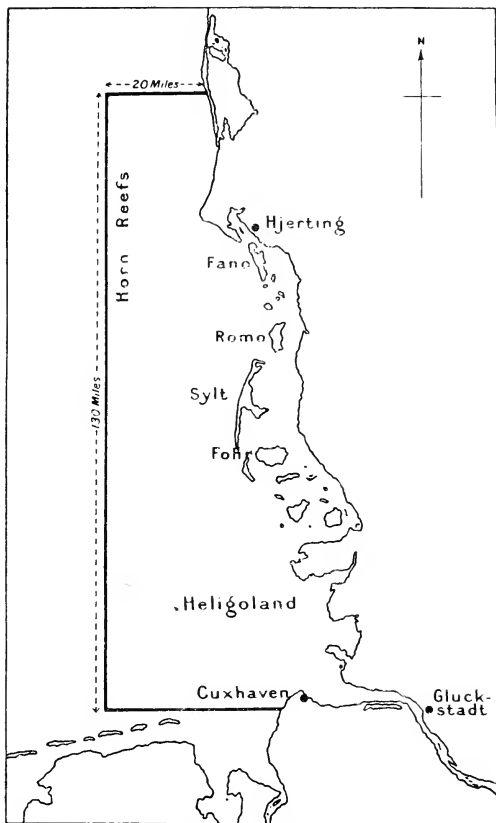 N
20 Miles
Horn Reefs
Hjerting
Fano
Romo
Sylt
130 Miles
Fohr
Heligoland
Cuxhaven
Gluck-
stadt